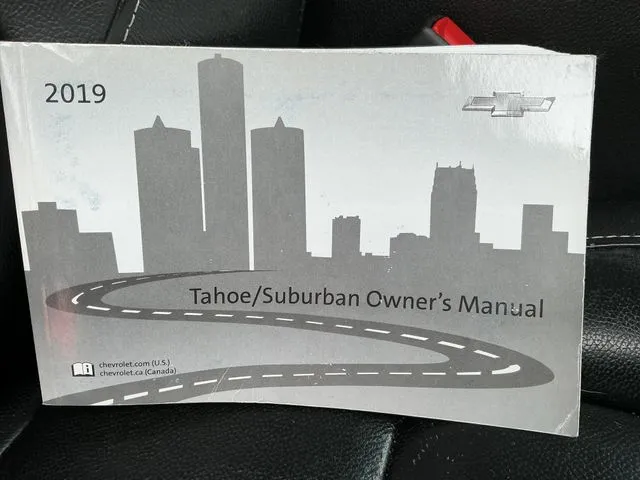 2019
Tahoe/Suburban Owner's Manual
chevrolet.com (U.S.)
chevrolet.ca (Canada)